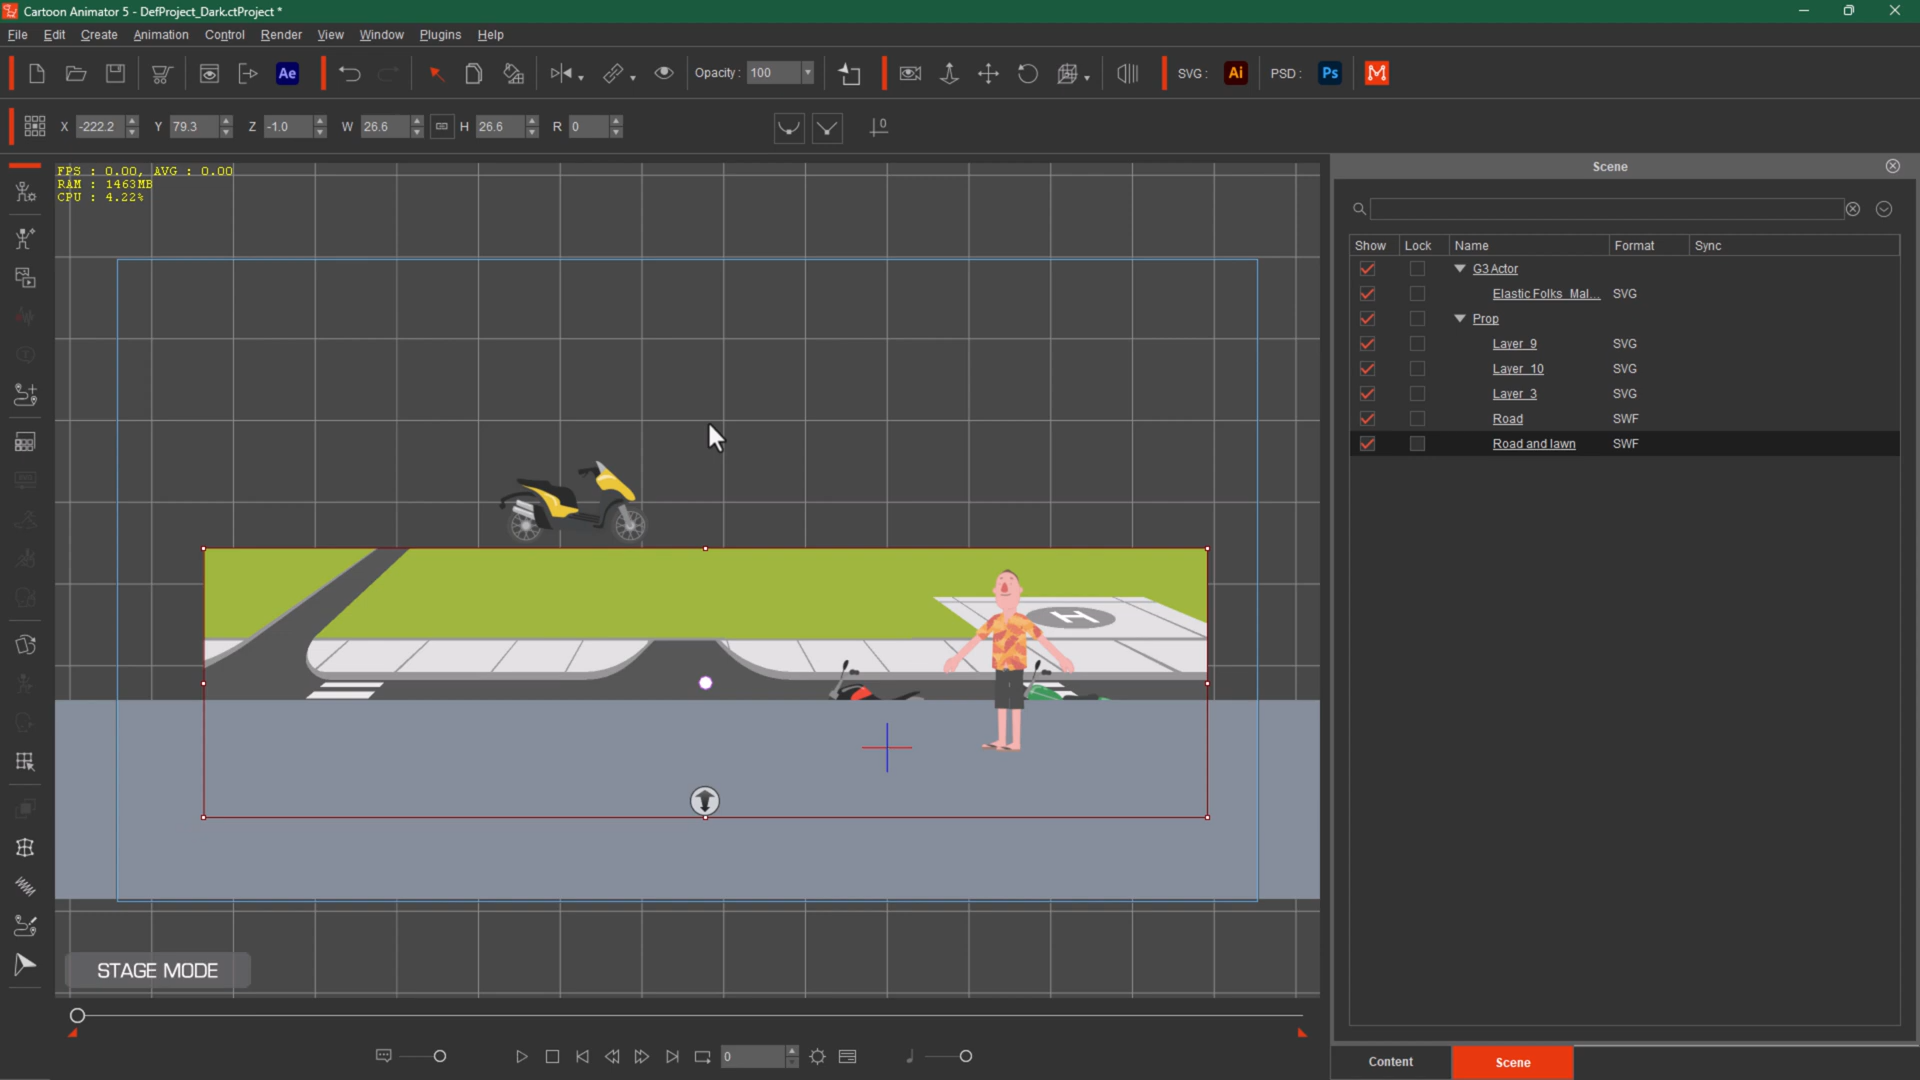 Cartoon Animator 5 - DefProject_Dark.ctProject *
File Edit Create Animation Control Render View Window Plugins Help
Ae Opacity : 100 SVG : Ai PSD : Ps
X -222.2 Y 79.3 Z -1.0 W 26.6 H 26.6 R 0 0
FPS : 0.00, AVG : 0.00
RAM : 1463MB
CPU : 4.22%
Scene
Show Lock Name Format Sync
G3 Actor
Elastic Folks_Mal... SVG
Prop
Layer_9 SVG
Layer_10 SVG
Layer_3 SVG
Road SWF
Road and lawn SWF
H
STAGE MODE
0
Content Scene